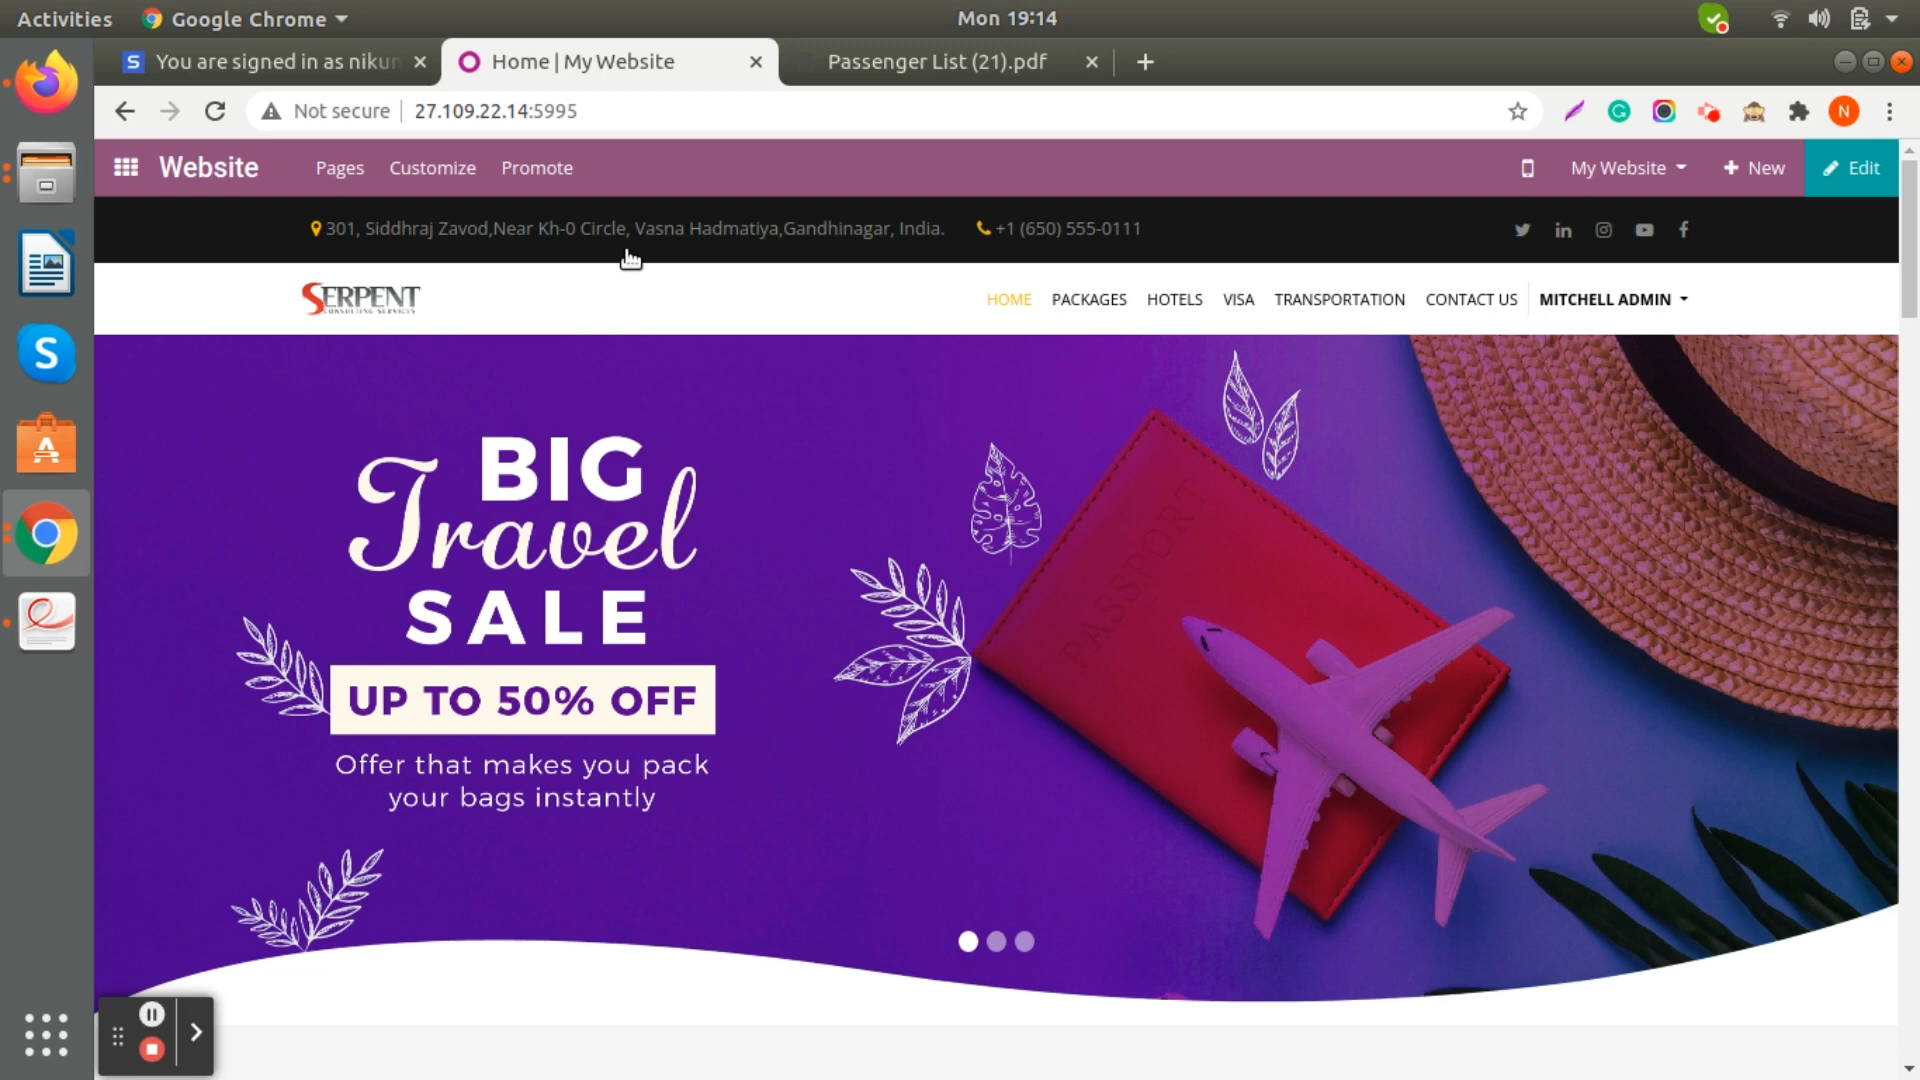 Activities Google Chrome Mon 19:14
You are signed in as nikun Home | My Website Passenger List (21).pdf
Not secure 27.109.22.14:5995 N
Website Pages Customize Promote My Website New Edit
301, Siddhraj Zavod,Near Kh-0 Circle, Vasna Hadmatiya,Gandhinagar, India. +1 (650) 555-0111
SERPENT
CONSULTING SERVICES
HOME PACKAGES HOTELS VISA TRANSPORTATION CONTACT US MITCHELL ADMIN
BIG
Travel
SALE
UP TO 50% OFF
Offer that makes you pack
your bags instantly
PASSPORT